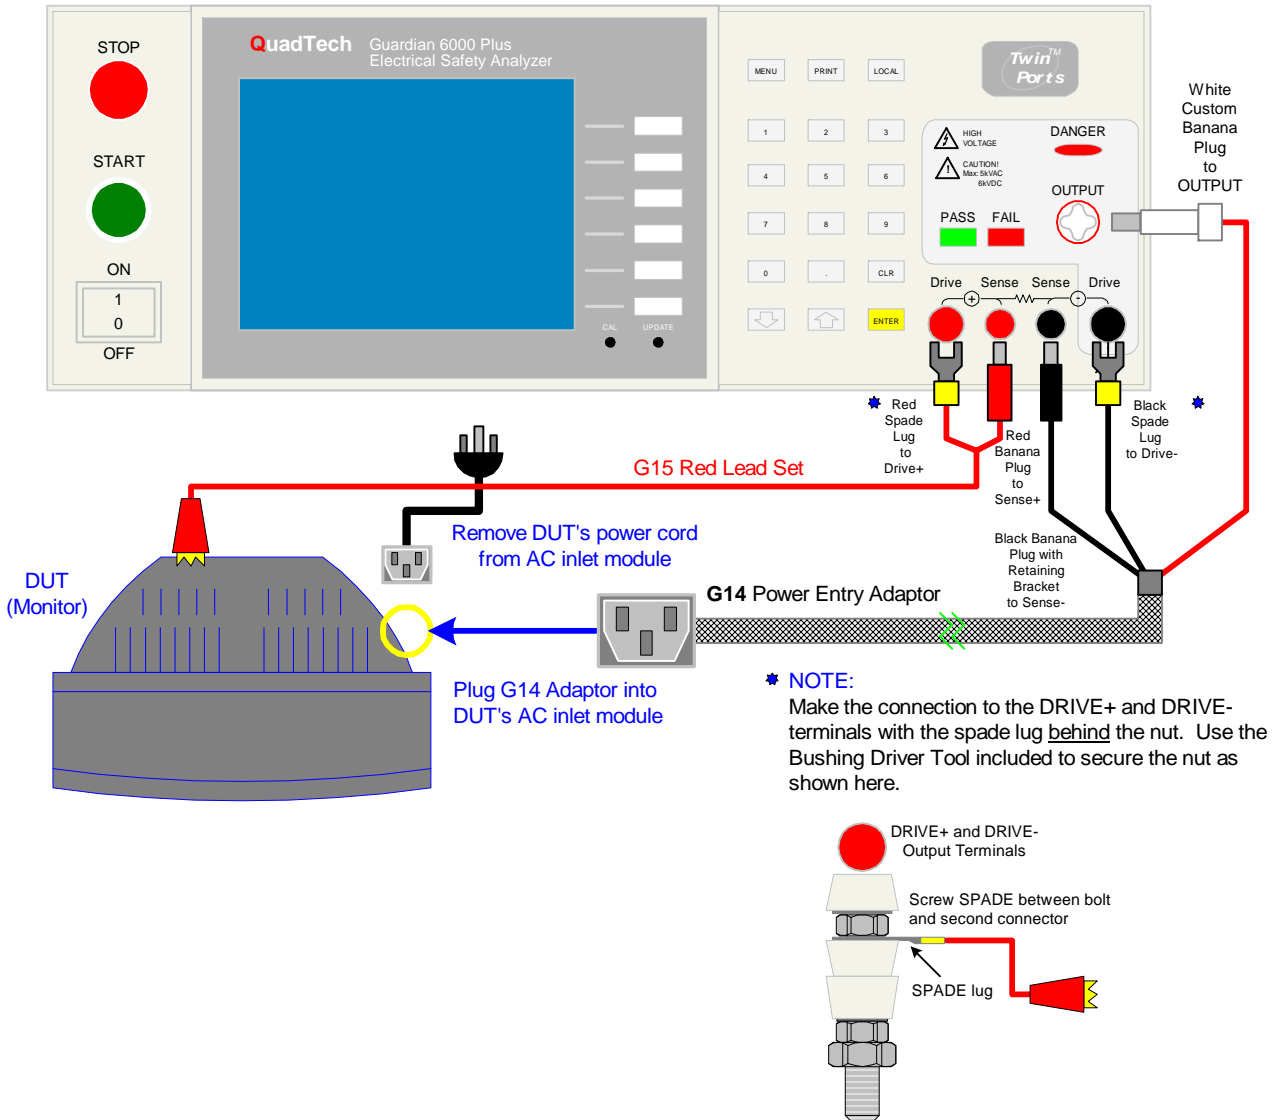 STOP
START
ON
1
0
OFF
QuadTech
Guardian 6000 Plus
Electrical Safety Analyzer
CAL
UPDATE
MENU
PRINT
LOCAL
1
2
3
4
5
6
7
8
9
0
.
CLR
ENTER
Twin™
Ports
HIGH
VOLTAGE
CAUTION!
Max: 5kVAC
6kVDC
DANGER
OUTPUT
PASS
FAIL
Drive
Sense
Sense
Drive
+
-
White
Custom
Banana
Plug
to
OUTPUT
Red
Spade
Lug
to
Drive+
Red
Banana
Plug
to
Sense+
Black
Spade
Lug
to Drive-
Black Banana
Plug with
Retaining
Bracket
to Sense-
G15 Red Lead Set
Remove DUT's power cord
from AC inlet module
DUT
(Monitor)
G14 Power Entry Adaptor
Plug G14 Adaptor into
DUT's AC inlet module
NOTE:
Make the connection to the DRIVE+ and DRIVE-
terminals with the spade lug behind the nut. Use the
Bushing Driver Tool included to secure the nut as
shown here.
DRIVE+ and DRIVE-
Output Terminals
Screw SPADE between bolt
and second connector
SPADE lug